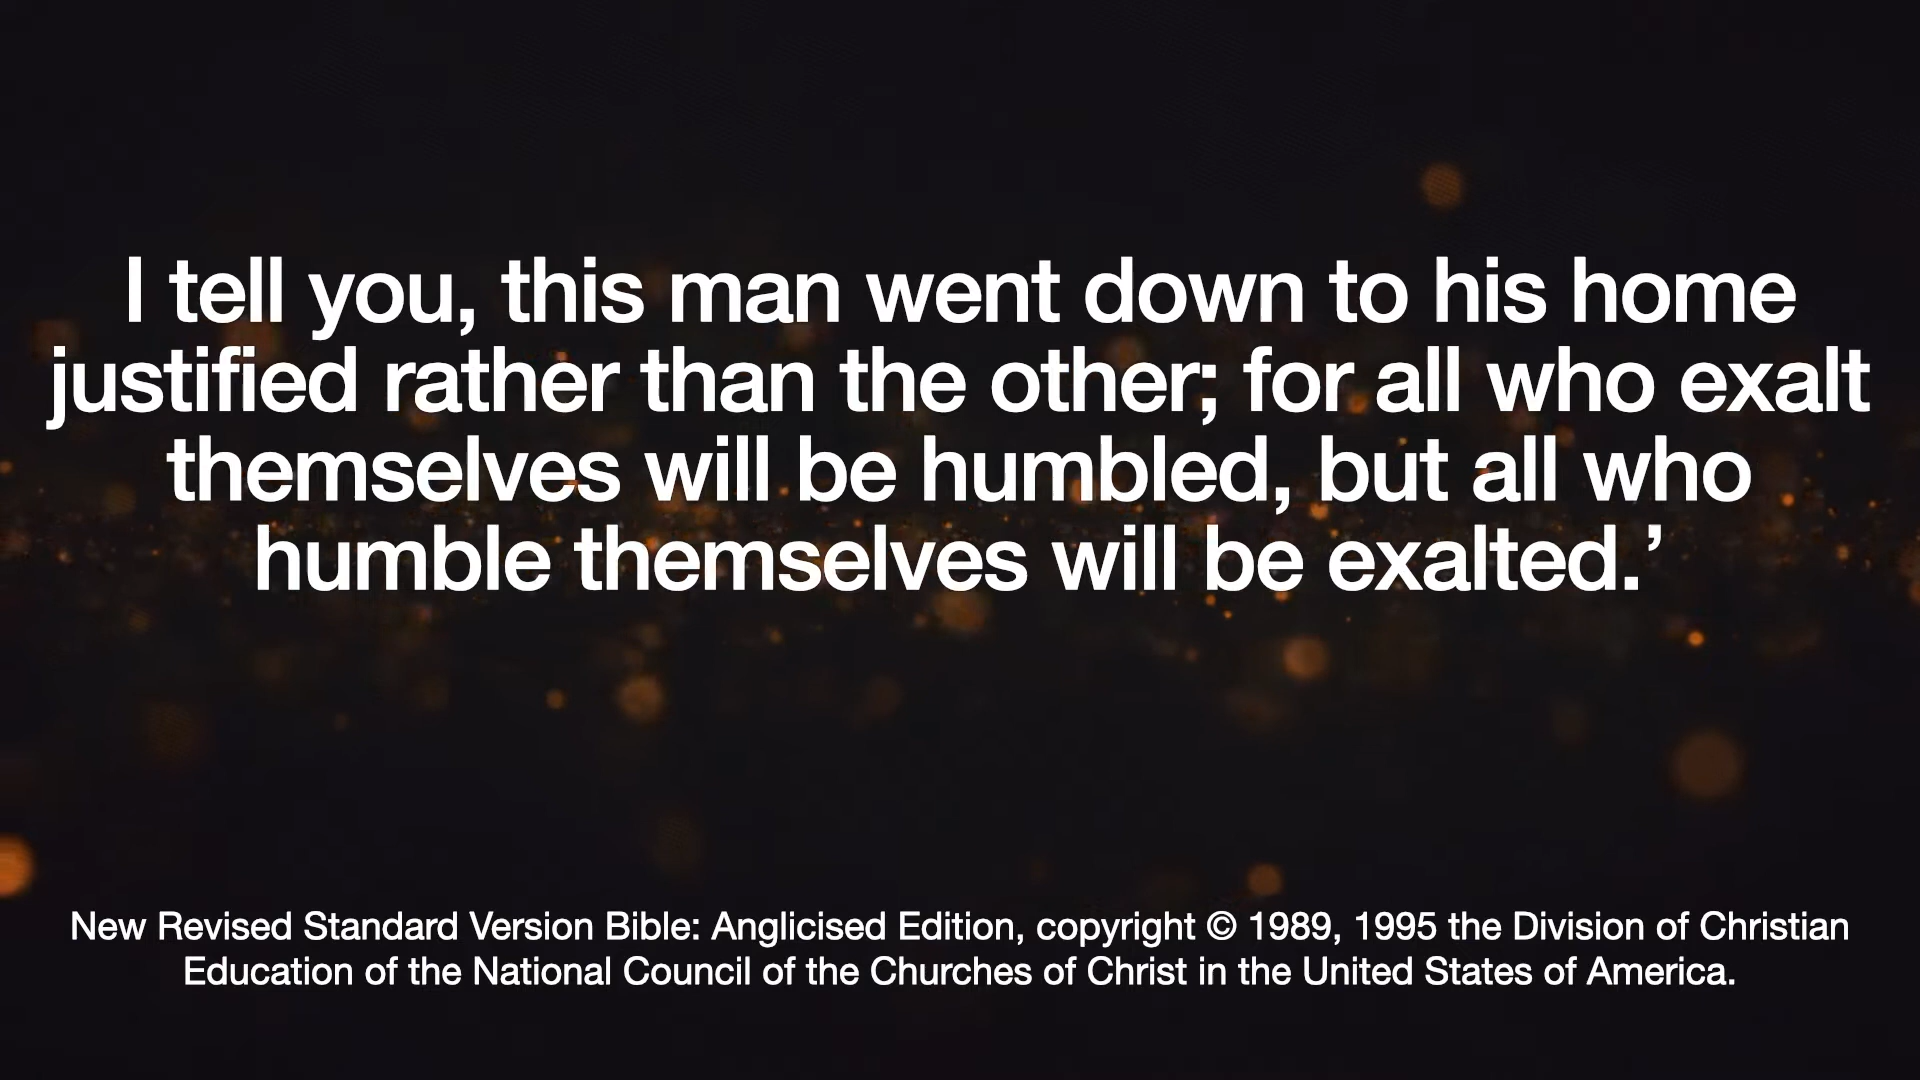 I tell you, this man went down to his home
justified rather than the other; for all who exalt
themselves will be humbled, but all who
humble themselves will be exalted.’
New Revised Standard Version Bible: Anglicised Edition, copyright © 1989, 1995 the Division of Christian
Education of the National Council of the Churches of Christ in the United States of America.